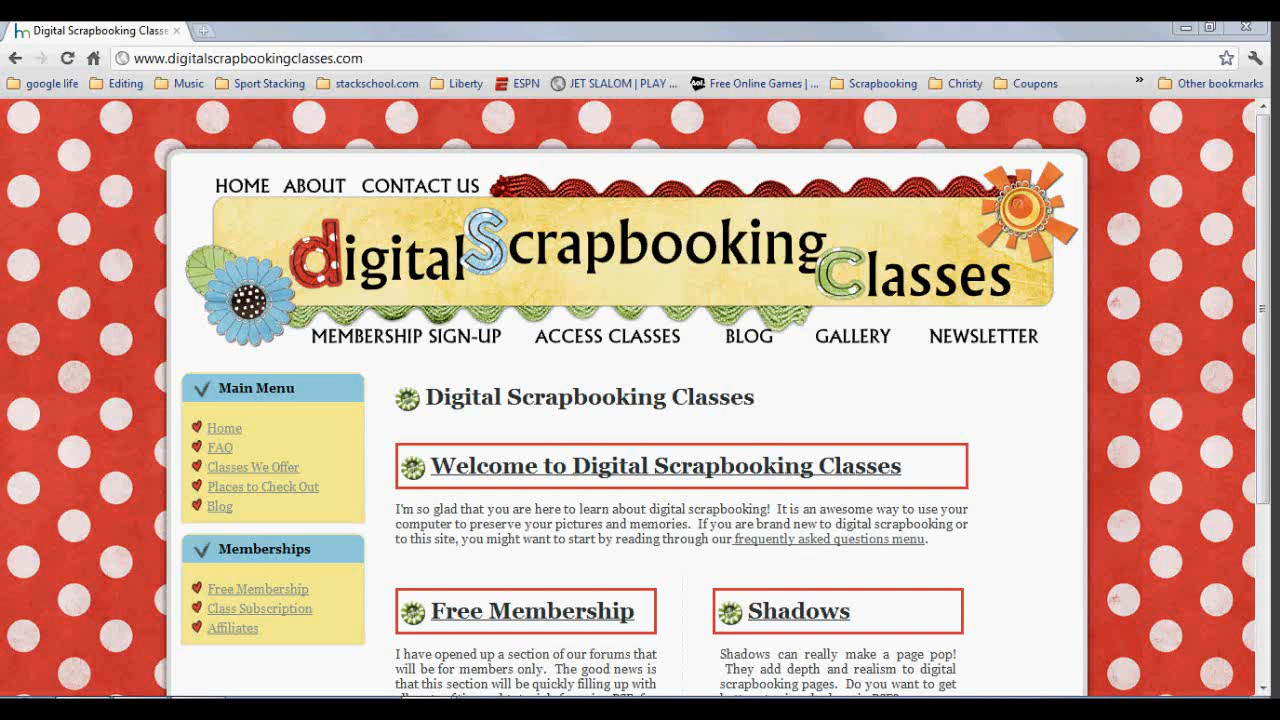 Digital Scrapbooking Classe
www.digitalscrapbookingclasses.com
google life Editing Music Sport Stacking stackschool.com Liberty ESPN JET SLALOM | PLAY ... Free Online Games | ... Scrapbooking Christy Coupons » Other bookmarks
HOME ABOUT CONTACT US
digital Scrapbooking Classes
MEMBERSHIP SIGN-UP ACCESS CLASSES BLOG GALLERY NEWSLETTER
Main Menu
Home
FAQ
Classes We Offer
Places to Check Out
Blog
Memberships
Free Membership
Class Subscription
Affiliates
Digital Scrapbooking Classes
Welcome to Digital Scrapbooking Classes
I'm so glad that you are here to learn about digital scrapbooking! It is an awesome way to use your
computer to preserve your pictures and memories. If you are brand new to digital scrapbooking or
to this site, you might want to start by reading through our frequently asked questions menu.
Free Membership
I have opened up a section of our forums that
will be for members only. The good news is
that this section will be quickly filling up with
Shadows
Shadows can really make a page pop!
They add depth and realism to digital
scrapbooking pages. Do you want to get